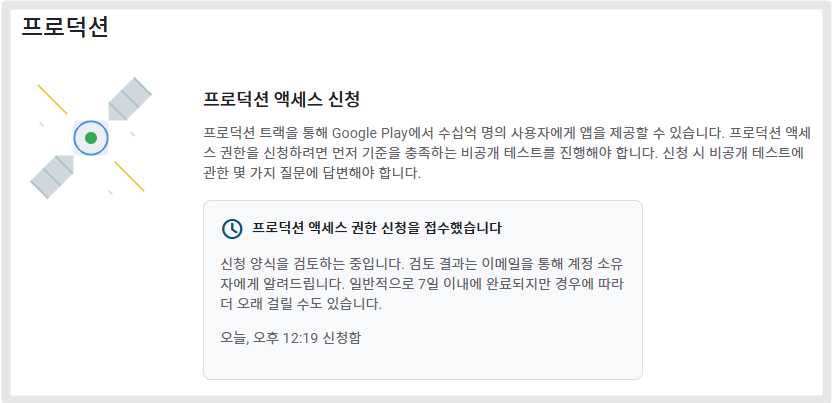 프로덕션
프로덕션 액세스 신청
프로덕션 트랙을 통해 Google Play에서 수십억 명의 사용자에게 앱을 제공할 수 있습니다. 프로덕션 액세
스 권한을 신청하려면 먼저 기준을 충족하는 비공개 테스트를 진행해야 합니다. 신청 시 비공개 테스트에
관한 몇 가지 질문에 답변해야 합니다.
프로덕션 액세스 권한 신청을 접수했습니다
신청 양식을 검토하는 중입니다. 검토 결과는 이메일을 통해 계정 소유
자에게 알려드립니다. 일반적으로 7일 이내에 완료되지만 경우에 따라
더 오래 걸릴 수도 있습니다.
오늘, 오후 12:19 신청함